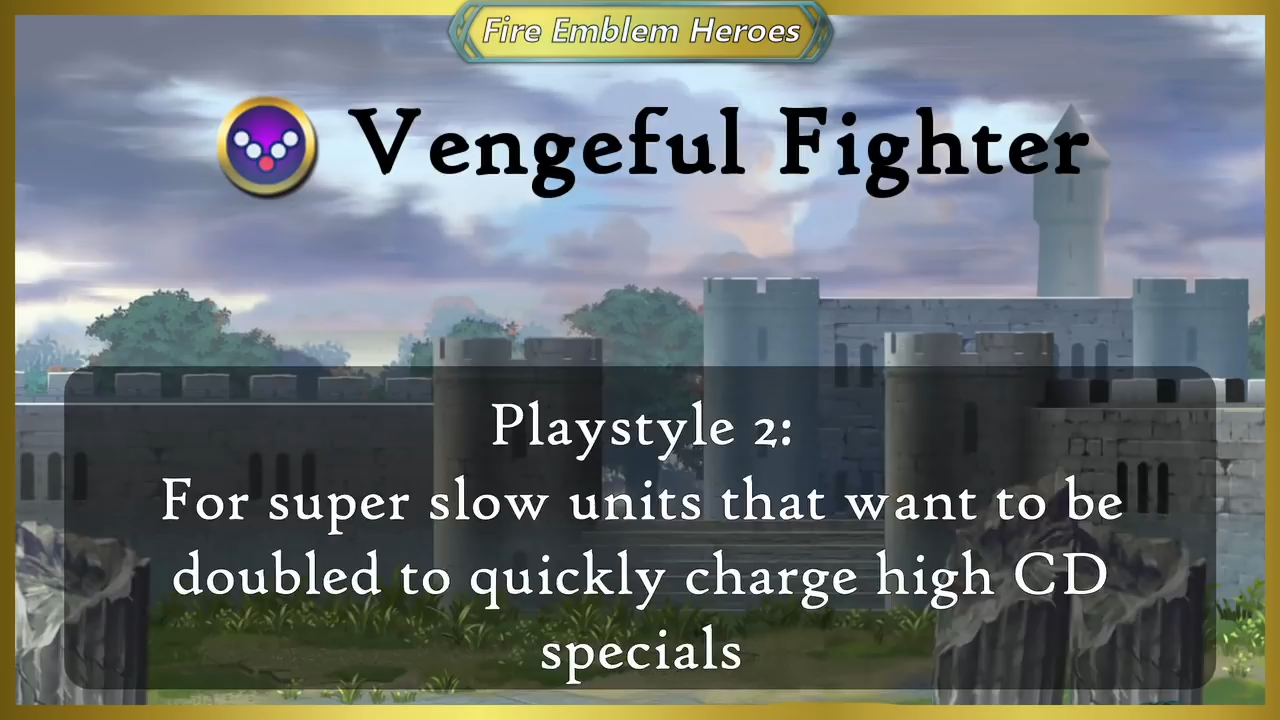 Fire Emblem Heroes
Vengeful Fighter
Playstyle 2:
For super slow units that want to be
doubled to quickly charge high CD
specials